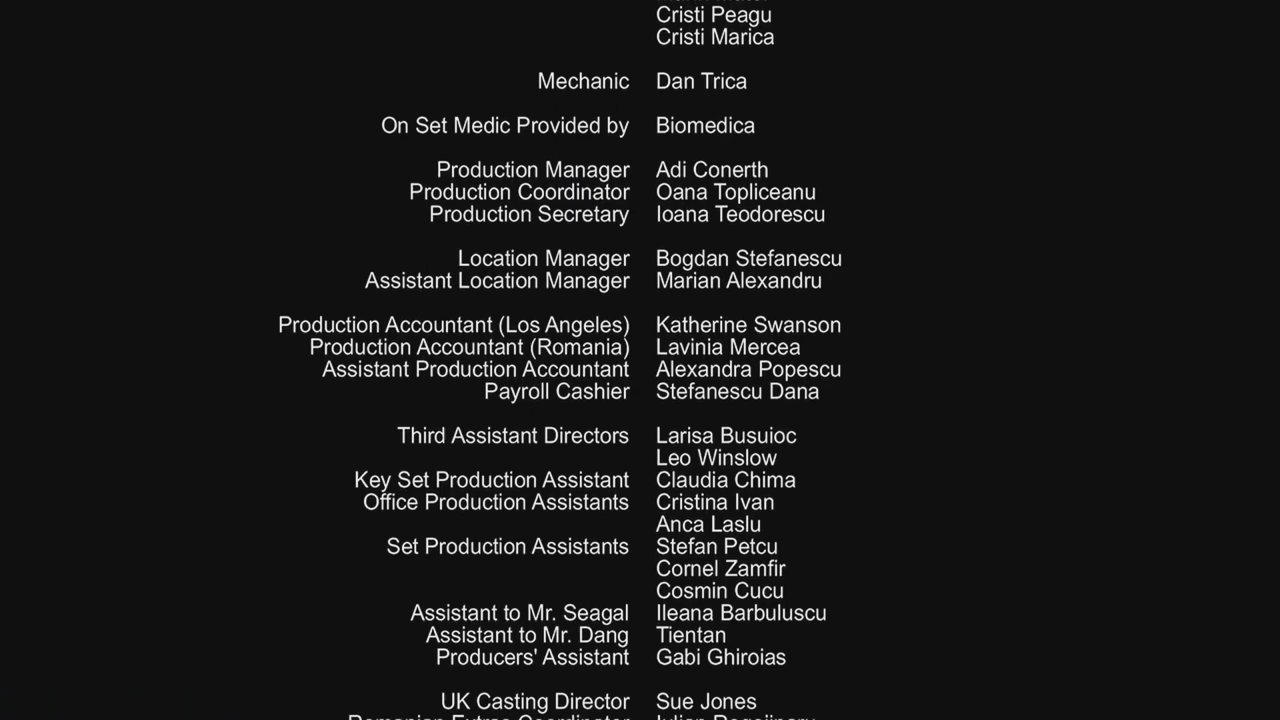 Cristi Peagu
Cristi Marica
Mechanic Dan Trica
On Set Medic Provided by Biomedica
Production Manager Adi Conerth
Production Coordinator Oana Topliceanu
Production Secretary Ioana Teodorescu
Location Manager Bogdan Stefanescu
Assistant Location Manager Marian Alexandru
Production Accountant (Los Angeles) Katherine Swanson
Production Accountant (Romania) Lavinia Mercea
Assistant Production Accountant Alexandra Popescu
Payroll Cashier Stefanescu Dana
Third Assistant Directors Larisa Busuioc
Leo Winslow
Key Set Production Assistant Claudia Chima
Office Production Assistants Cristina Ivan
Anca Laslu
Set Production Assistants Stefan Petcu
Cornel Zamfir
Cosmin Cucu
Assistant to Mr. Seagal Ileana Barbuluscu
Assistant to Mr. Dang Tientan
Producers' Assistant Gabi Ghiroias
UK Casting Director Sue Jones